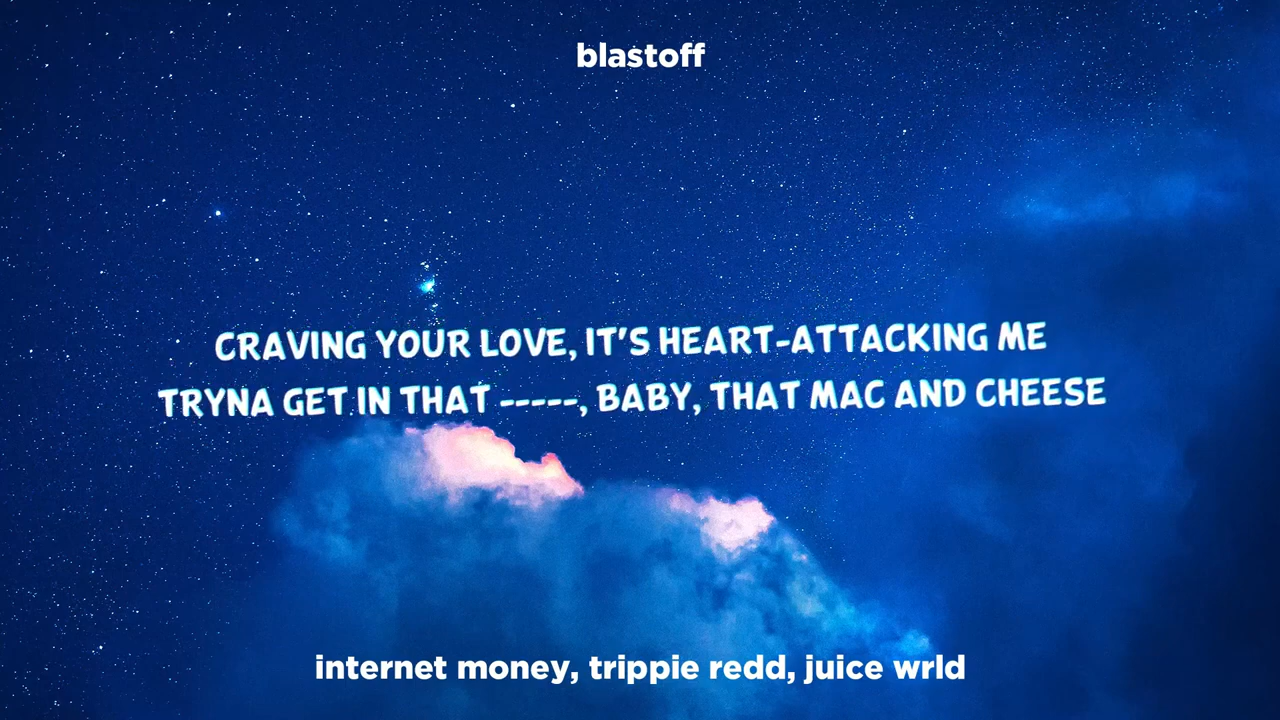 blastoff
CRAVING YOUR LOVE, IT'S HEART-ATTACKING ME
TRYNA GET IN THAT -----, BABY, THAT MAC AND CHEESE
internet money, trippie redd, juice wrld